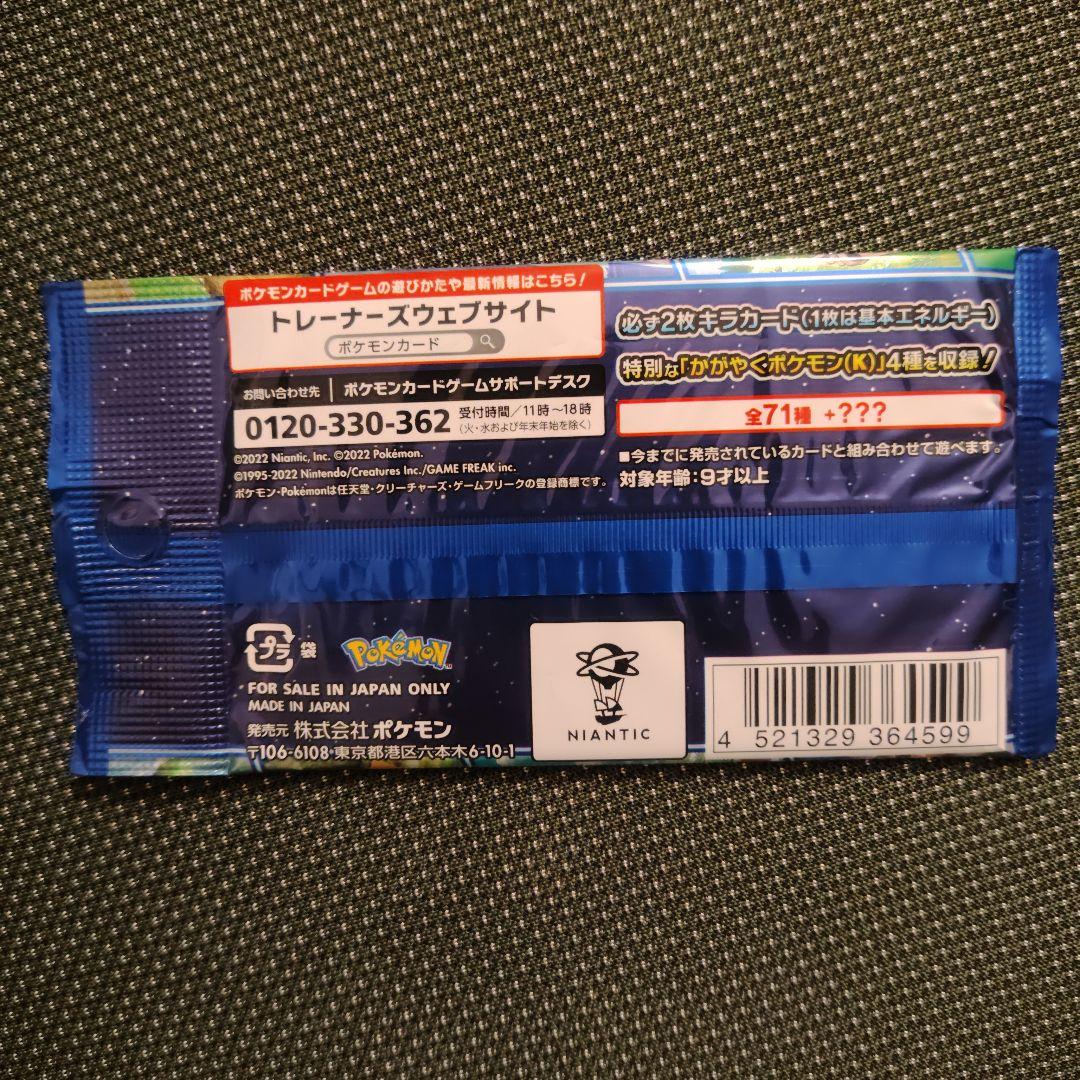 ポケモンカードゲームの遊びかたや最新情報はこちら!
トレーナーズウェブサイト
ポケモンカード
お問い合わせ先 ポケモンカードゲームサポートデスク
0120-330-362 受付時間/11時～18時
(火・水および年末年始を除く)
©2022 Niantic, Inc. ©2022 Pokémon.
©1995-2022 Nintendo/Creatures Inc./GAME FREAK inc.
ポケモン・Pokémonは任天堂・クリーチャーズ・ゲームフリークの登録商標です。
必ず2枚キラカード(1枚は基本エネルギー)
特別な「かがやくポケモン(K)」4種を収録!
全71種 +???
■今までに発売されているカードと組み合わせて遊べます。
対象年齢:9才以上
プラ 袋
POKéMON
FOR SALE IN JAPAN ONLY
MADE IN JAPAN
発売元 株式会社 ポケモン
〒106-6108 東京都港区六本木6-10-1
NIANTIC
4 521329 364599